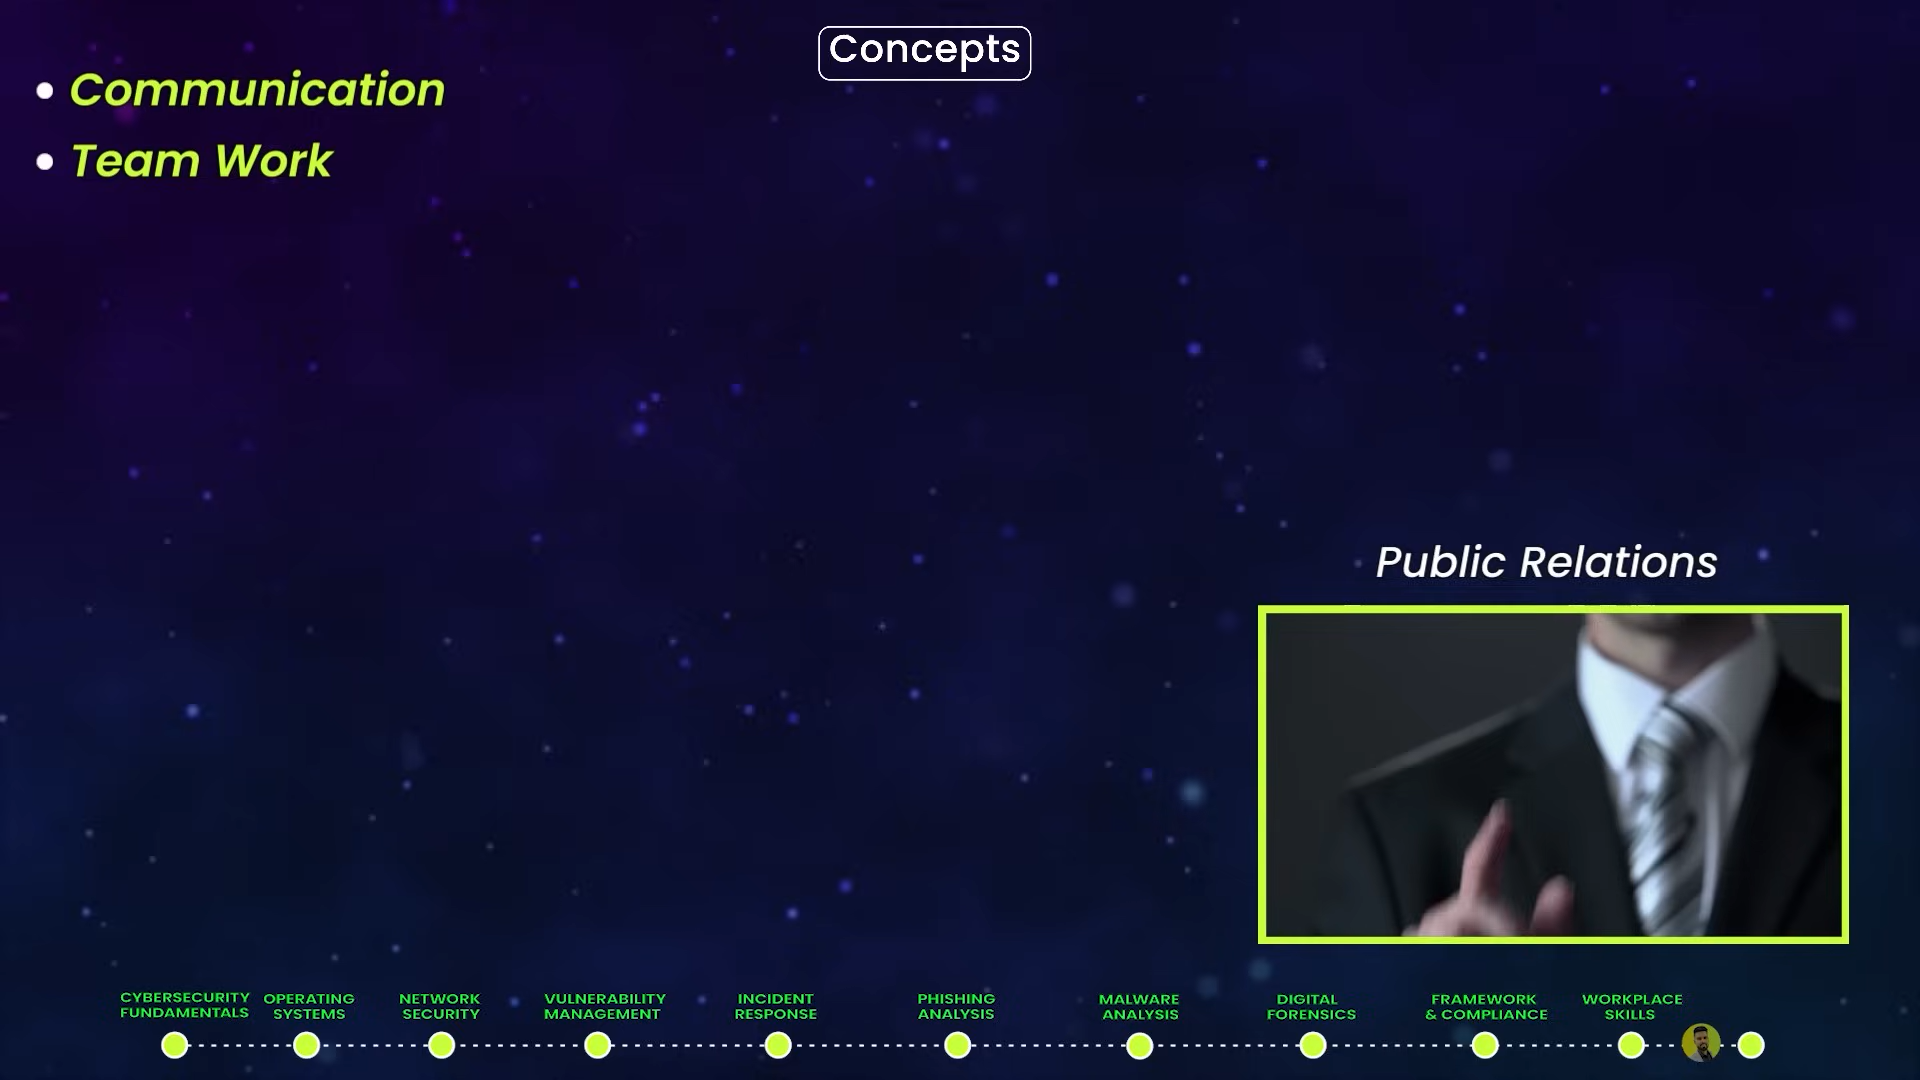 Concepts
• Communication
• Team Work
Public Relations
CYBERSECURITY
FUNDAMENTALS
OPERATING
SYSTEMS
NETWORK
SECURITY
VULNERABILITY
MANAGEMENT
INCIDENT
RESPONSE
PHISHING
ANALYSIS
MALWARE
ANALYSIS
DIGITAL
FORENSICS
FRAMEWORK
& COMPLIANCE
WORKPLACE
SKILLS